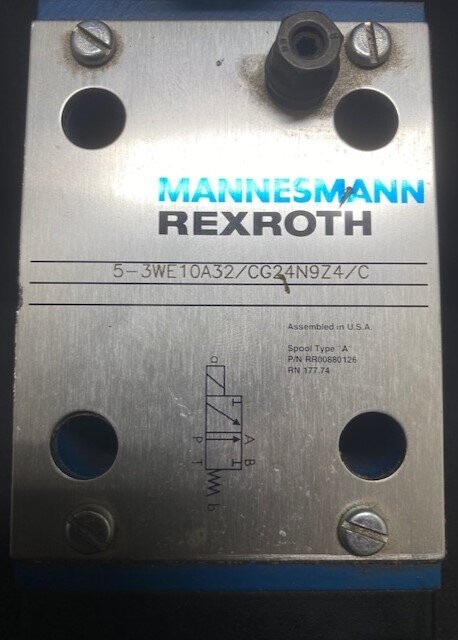 MANNESMANN
REXROTH
5-3WE10A32/CG24N9Z4/C
Assembled in U.S.A.
Spool Type 'A'
P/N RR00880126
RN 177.74
a
P A
T B
b